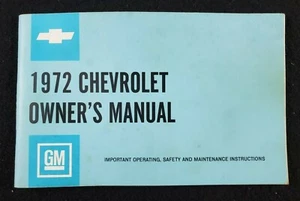 1972 CHEVROLET
OWNER'S MANUAL
GM
IMPORTANT OPERATING, SAFETY AND MAINTENANCE INSTRUCTIONS